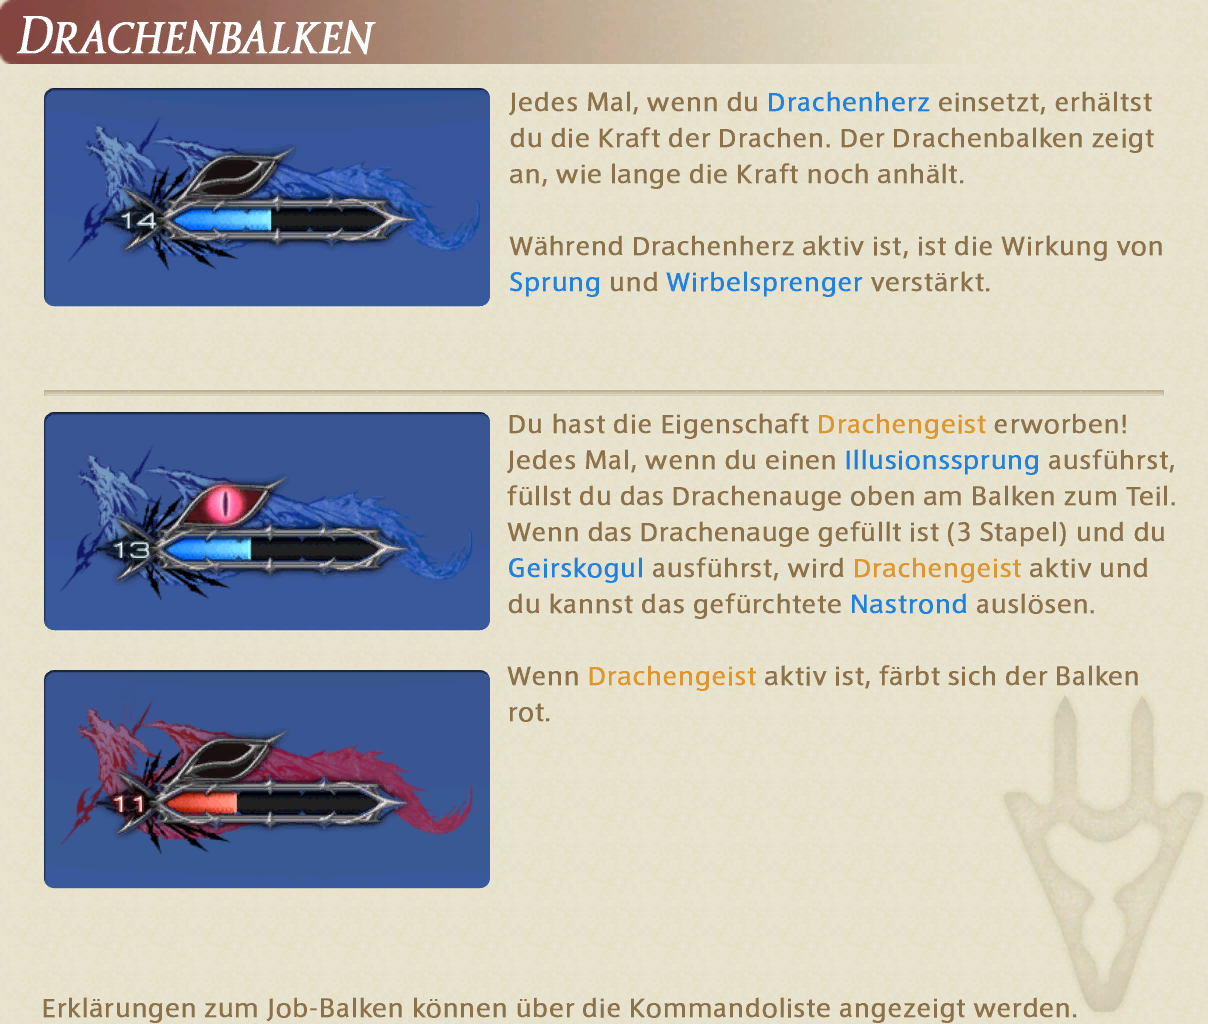 DRACHENBALKEN
Jedes Mal, wenn du Drachenherz einsetzt, erhältst
du die Kraft der Drachen. Der Drachenbalken zeigt
an, wie lange die Kraft noch anhält.
14
Während Drachenherz aktiv ist, ist die Wirkung von
Sprung und Wirbelsprenger verstärkt.
Du hast die Eigenschaft Drachengeist erworben!
Jedes Mal, wenn du einen Illusionssprung ausführst,
füllst du das Drachenauge oben am Balken zum Teil.
Wenn das Drachenauge gefüllt ist (3 Stapel) und du
13
Geirskogul ausführst, wird Drachengeist aktiv und
du kannst das gefürchtete Nastrond auslösen.
Wenn Drachengeist aktiv ist, färbt sich der Balken
rot.
11
Erklärungen zum Job-Balken können über die Kommandoliste angezeigt werden.